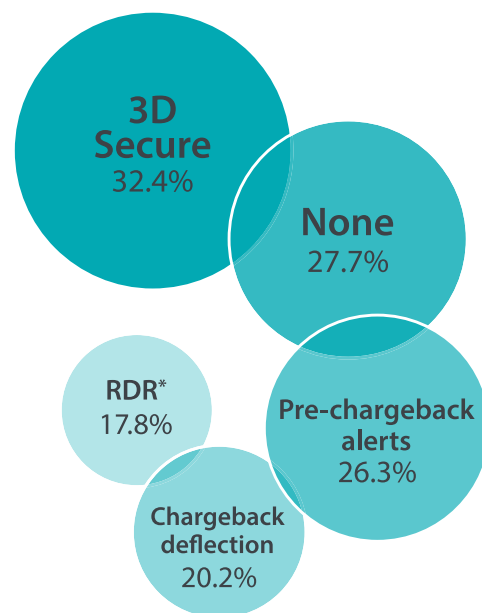 3D
Secure
32.4%
None
27.7%
RDR*
17.8%
Pre-chargeback
alerts
26.3%
Chargeback
deflection
20.2%